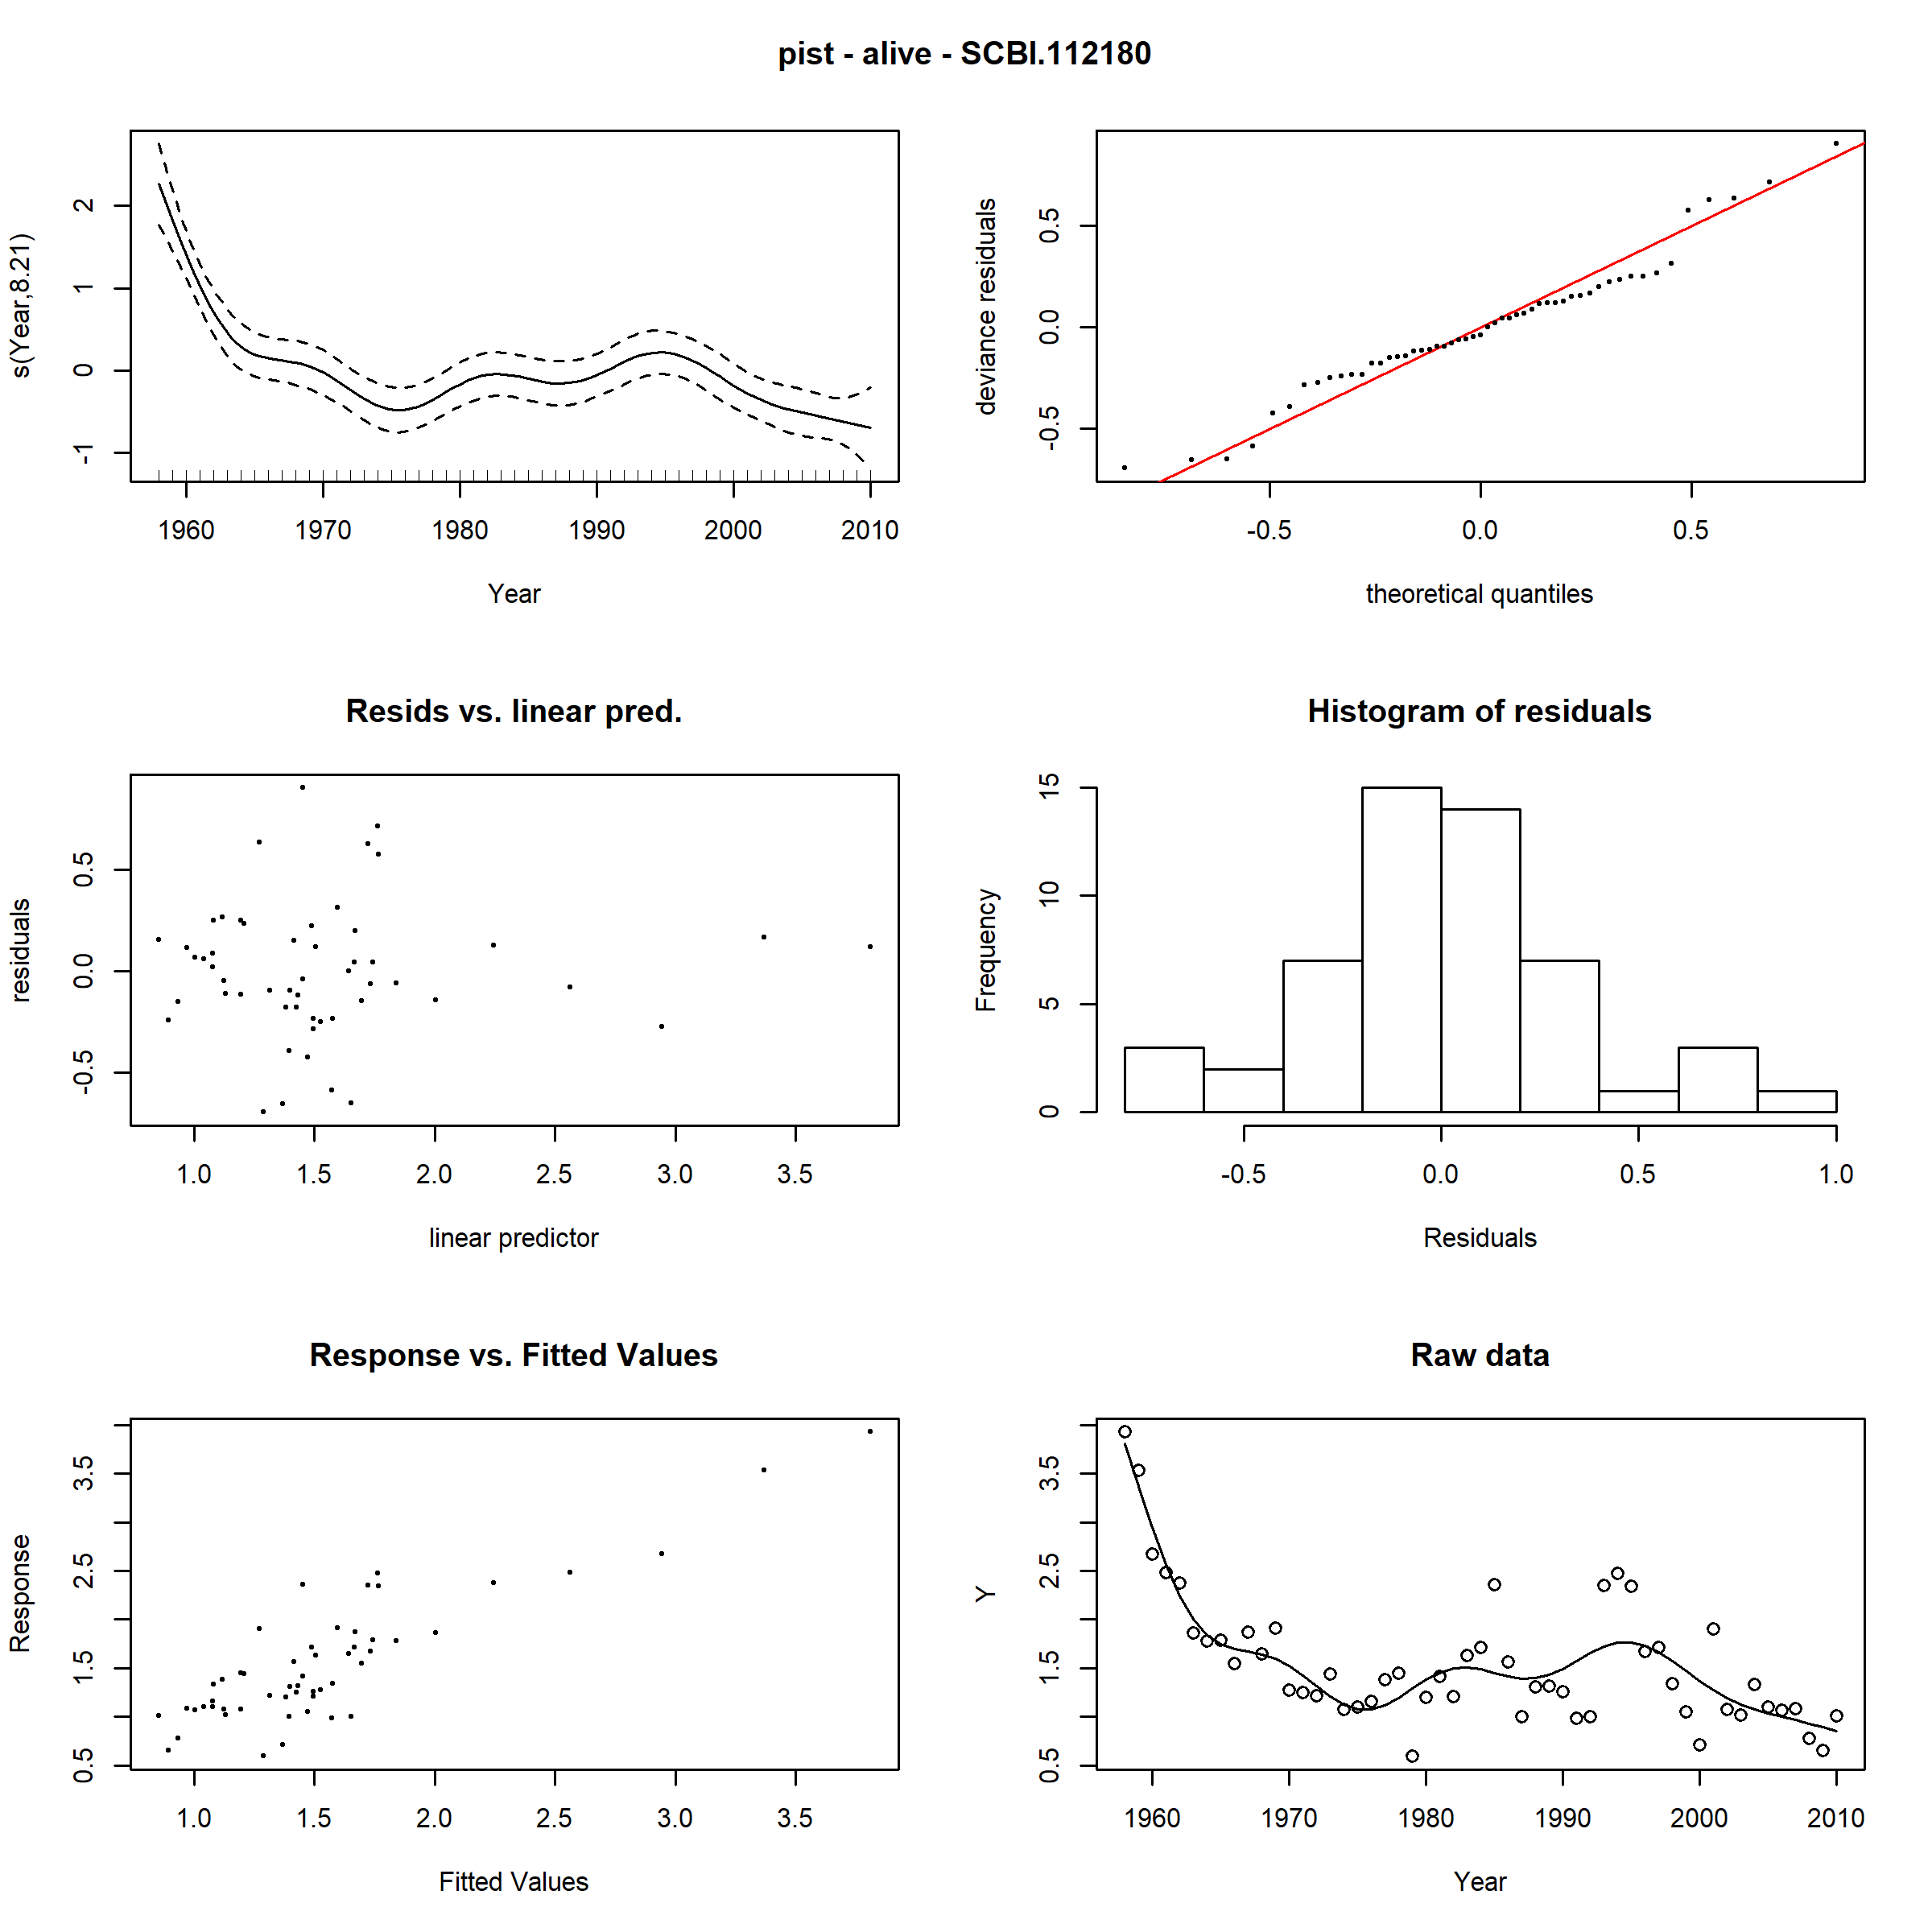 pist - alive - SCBI.112180
s(Year,8.21)
2
1
0
-1
1960 1970 1980 1990 2000 2010
Year
deviance residuals
0.5
0.0
-0.5
-0.5 0.0 0.5
theoretical quantiles
Resids vs. linear pred.
residuals
0.5
0.0
-0.5
1.0 1.5 2.0 2.5 3.0 3.5
linear predictor
Histogram of residuals
Frequency
15
10
5
0
-0.5 0.0 0.5 1.0
Residuals
Response vs. Fitted Values
Response
3.5
2.5
1.5
0.5
1.0 1.5 2.0 2.5 3.0 3.5
Fitted Values
Raw data
Y
3.5
2.5
1.5
0.5
1960 1970 1980 1990 2000 2010
Year